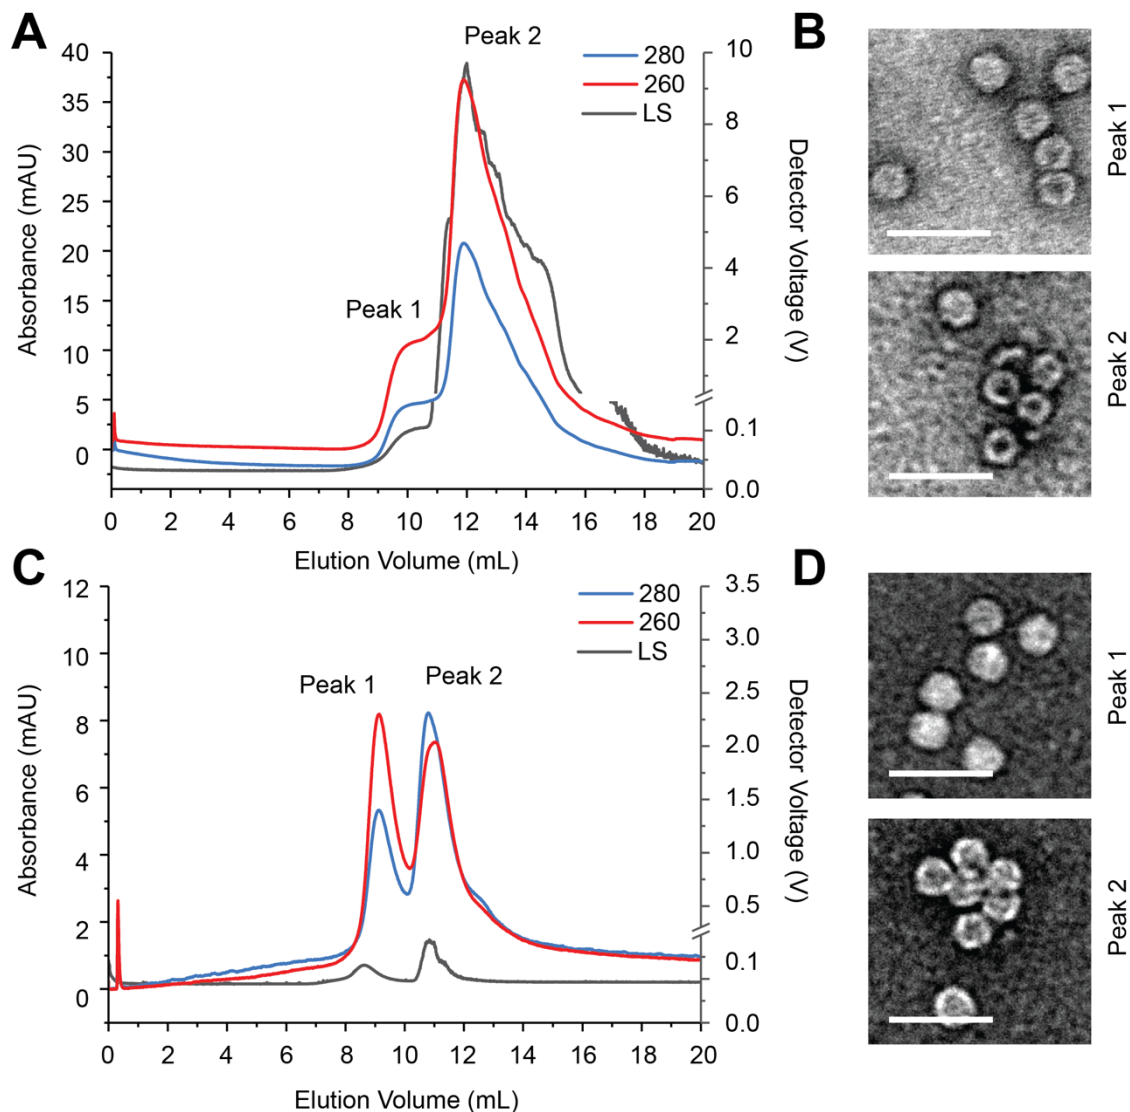 A
Peak 2
280
260
LS
Peak 1
Absorbance (mAU)
40
35
30
25
20
15
10
5
0
10
8
6
4
2
0.1
0.0
Detector Voltage (V)
0 2 4 6 8 10 12 14 16 18 20
Elution Volume (mL)
B
Peak 1
Peak 2
C
280
260
LS
Peak 1
Peak 2
Absorbance (mAU)
12
10
8
6
4
2
0
3.5
3.0
2.5
2.0
1.5
1.0
0.5
0.1
0.0
Detector Voltage (V)
0 2 4 6 8 10 12 14 16 18 20
Elution Volume (mL)
D
Peak 1
Peak 2